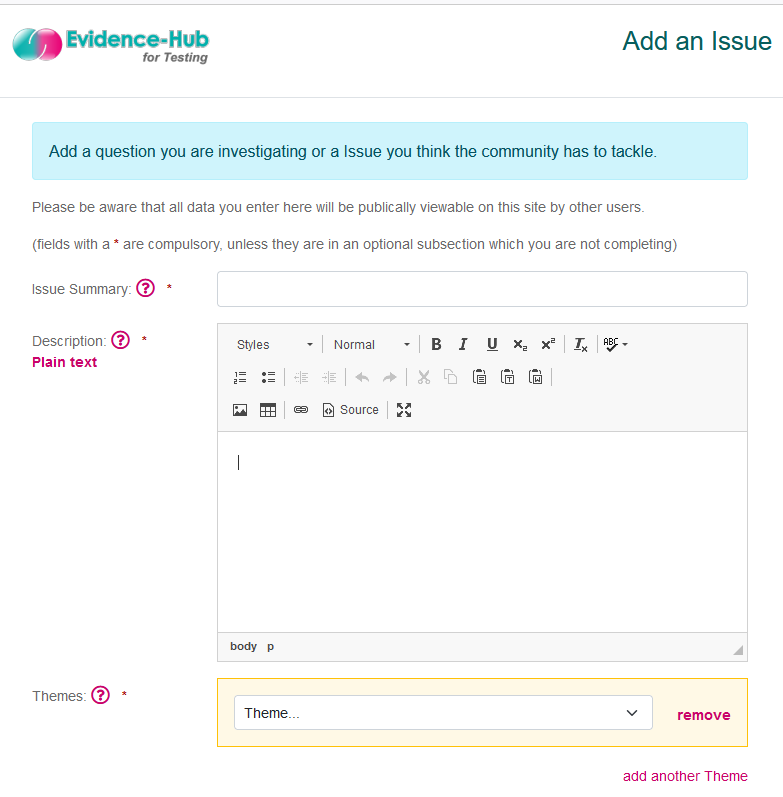 Evidence-Hub
for Testing
Add an Issue
Add a question you are investigating or a Issue you think the community has to tackle.
Please be aware that all data you enter here will be publically viewable on this site by other users.
(fields with a * are compulsory, unless they are in an optional subsection which you are not completing)
Issue Summary: ? *
Description: ? *
Plain text
Styles Normal B I U x₂ x² Tx ABC
Source
body p
Themes: ? *
Theme...
remove
add another Theme